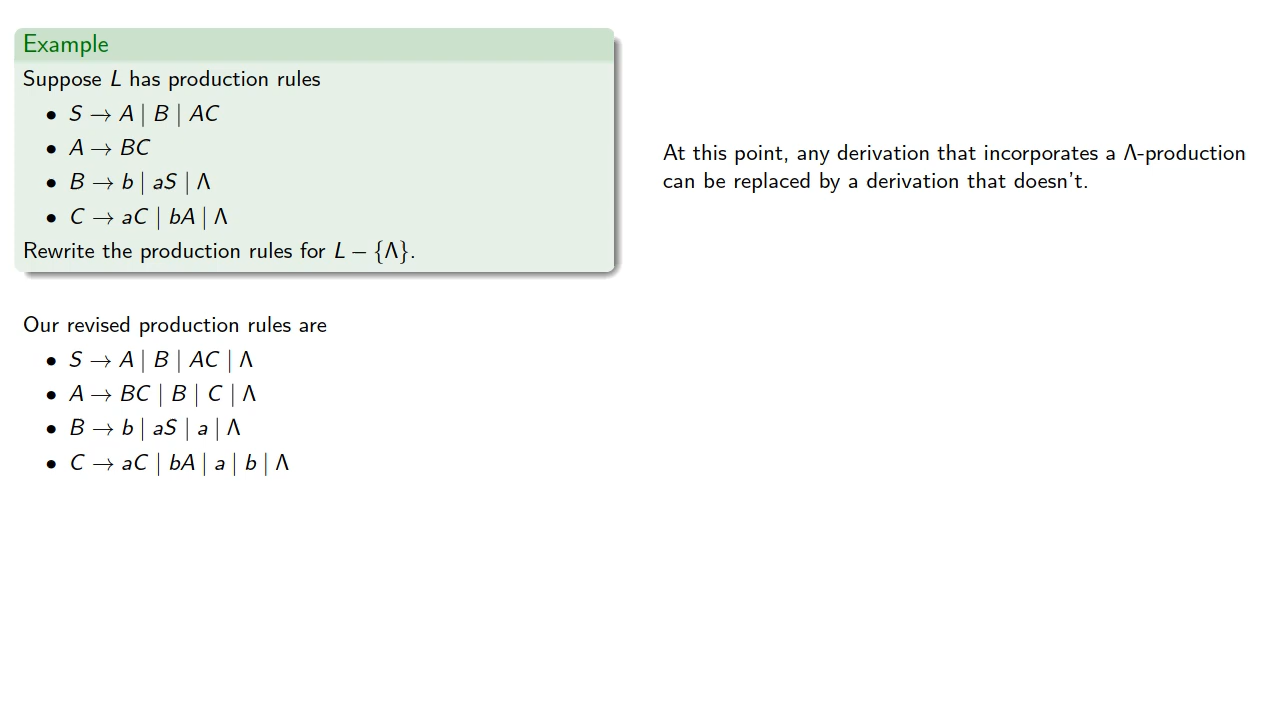 Example
Suppose L has production rules
• S → A | B | AC
• A → BC
• B → b | aS | Λ
• C → aC | bA | Λ
Rewrite the production rules for L − {Λ}.
Our revised production rules are
• S → A | B | AC | Λ
• A → BC | B | C | Λ
• B → b | aS | a | Λ
• C → aC | bA | a | b | Λ
At this point, any derivation that incorporates a Λ-production
can be replaced by a derivation that doesn't.